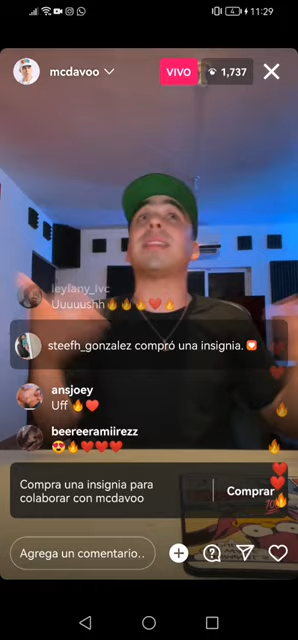 4 11:29
mcdavoo
VIVO 1,737
leylany_lvc
Uuuuushh🔥🔥🔥❤️🔥
steefh_gonzalez compró una insignia.
ansjoey
Uff 🔥❤️
beereeramiirezz
😍🔥❤️❤️❤️
Compra una insignia para
colaborar con mcdavoo
Comprar
Agrega un comentario..